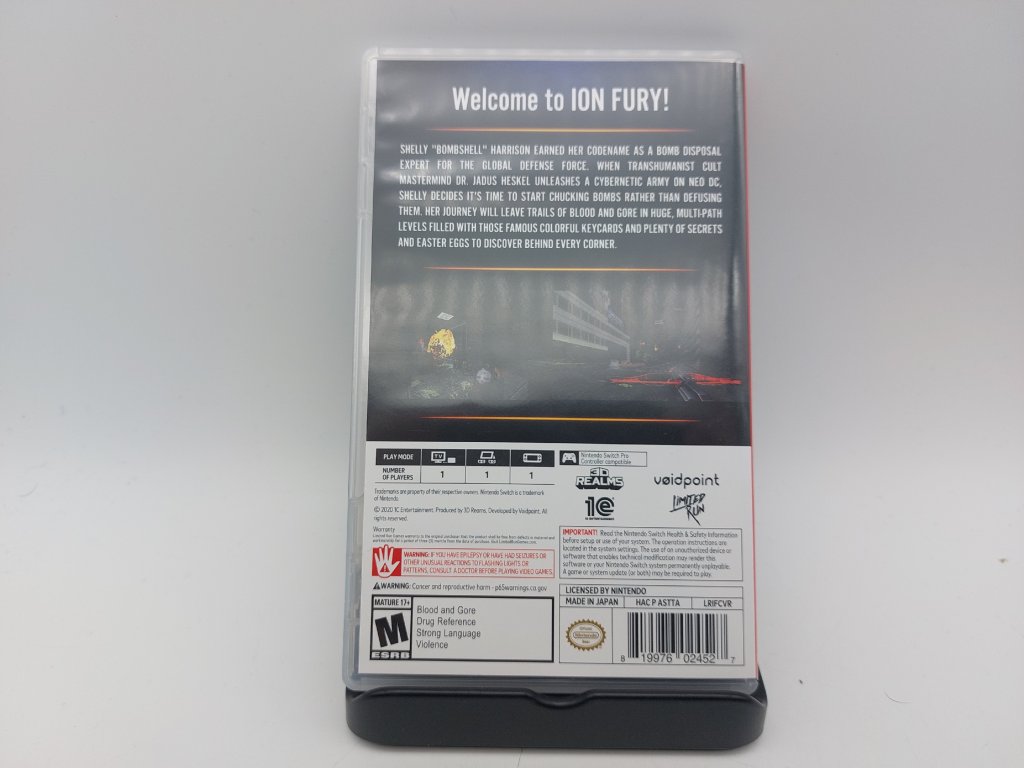 Welcome to ION FURY!
SHELLY "BOMBSHELL" HARRISON EARNED HER CODENAME AS A BOMB DISPOSAL
EXPERT FOR THE GLOBAL DEFENSE FORCE. WHEN TRANSHUMANIST CULT
MASTERMIND DR. JADUS HESKEL UNLEASHES A CYBERNETIC ARMY ON NEO DC,
SHELLY DECIDES IT'S TIME TO START CHUCKING BOMBS RATHER THAN DEFUSING
THEM. HER JOURNEY WILL LEAVE TRAILS OF BLOOD AND GORE IN HUGE, MULTI-PATH
LEVELS FILLED WITH THOSE FAMOUS COLORFUL KEYCARDS AND PLENTY OF SECRETS
AND EASTER EGGS TO DISCOVER BEHIND EVERY CORNER.
PLAY MODE
TV
NUMBER
OF PLAYERS
1 1 1
Nintendo Switch Pro
Controller compatible
3D
REALMS
voidpoint
1C
LIMITED
RUN
Trademarks are property of their respective owners. Nintendo Switch is a trademark
of Nintendo.
© 2020 1C Entertainment. Produced by 3D Realms, Developed by Voidpoint. All
rights reserved.
Warranty
WARNING: IF YOU HAVE EPILEPSY OR HAVE HAD SEIZURES OR
OTHER UNUSUAL REACTIONS TO FLASHING LIGHTS OR
PATTERNS, CONSULT A DOCTOR BEFORE PLAYING VIDEO GAMES.
WARNING: Cancer and reproductive harm - p65warnings.ca.gov
IMPORTANT! Read the Nintendo Switch Health & Safety Information
before setup or use of your system. The operation instructions are
located in the system settings. The use of an unauthorized device or
software that enables technical modification may render this
software or your Nintendo Switch system permanently unplayable.
A game or system update (or both) may be required to play.
MATURE 17+
M
ESRB
Blood and Gore
Drug Reference
Strong Language
Violence
LICENSED BY NINTENDO
MADE IN JAPAN HAC P ASTTA LRIFCVR
Nintendo
8 19976 02452 7